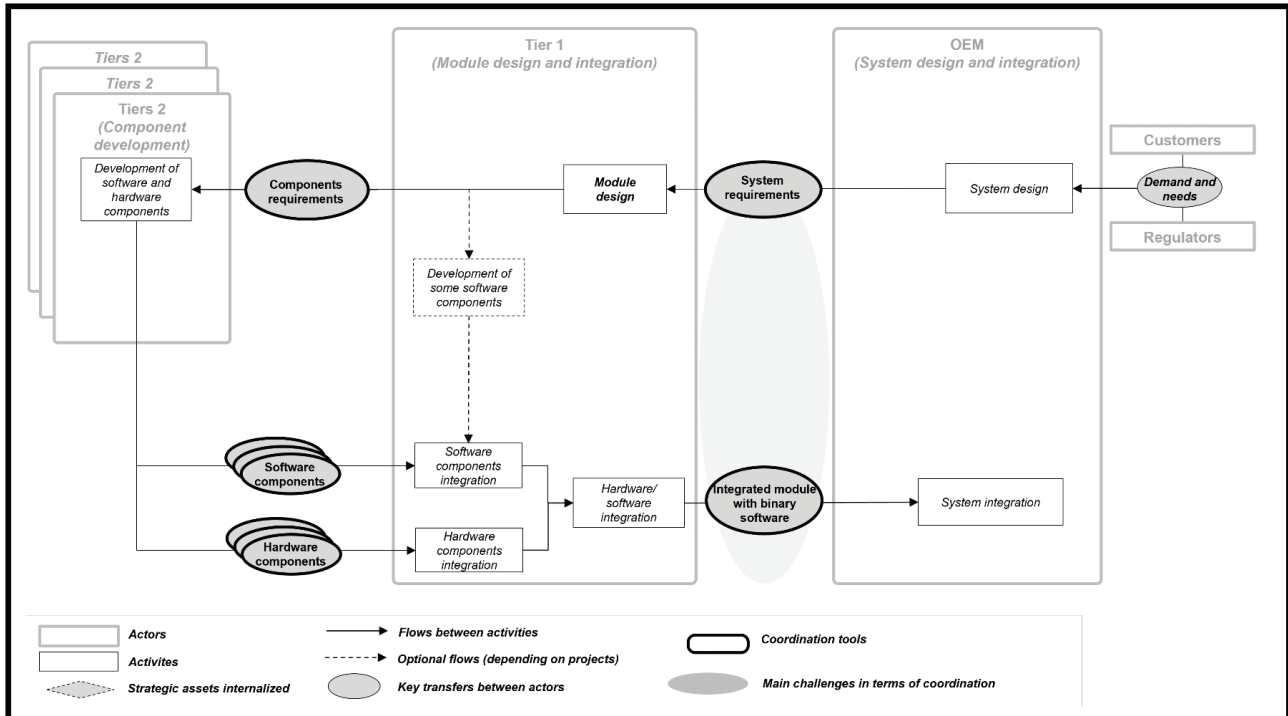 Tiers 2
Tiers 2
Tiers 2
(Component
development)
Development of
software and
hardware
components
Components
requirements
Tier 1
(Module design and integration)
Module
design
Development of
some software
components
System
requirements
OEM
(System design and integration)
System design
Customers
Demand and
needs
Regulators
Software
components
Software
components
integration
Hardware/
software
integration
Integrated module
with binary
software
System integration
Hardware
components
Hardware
components
integration
Actors
Activites
Strategic assets internalized
Flows between activities
Optional flows (depending on projects)
Key transfers between actors
Coordination tools
Main challenges in terms of coordination